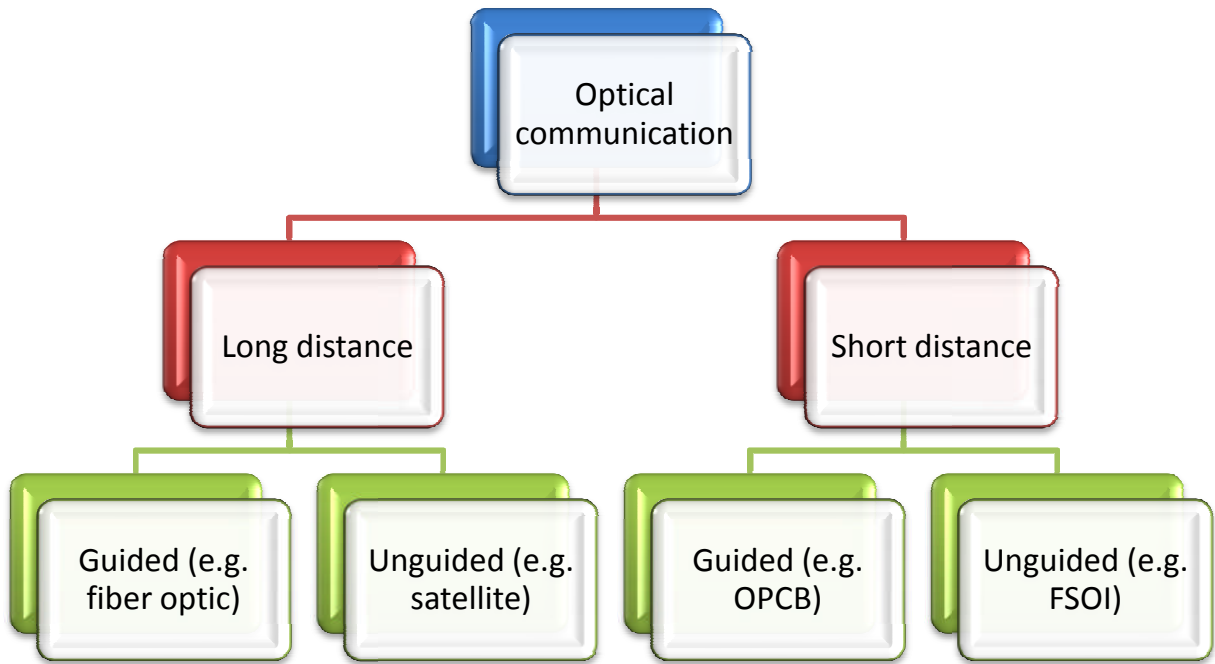 Optical
communication
Long distance
Short distance
Guided (e.g.
fiber optic)
Unguided (e.g.
satellite)
Guided (e.g.
OPCB)
Unguided (e.g.
FSOI)